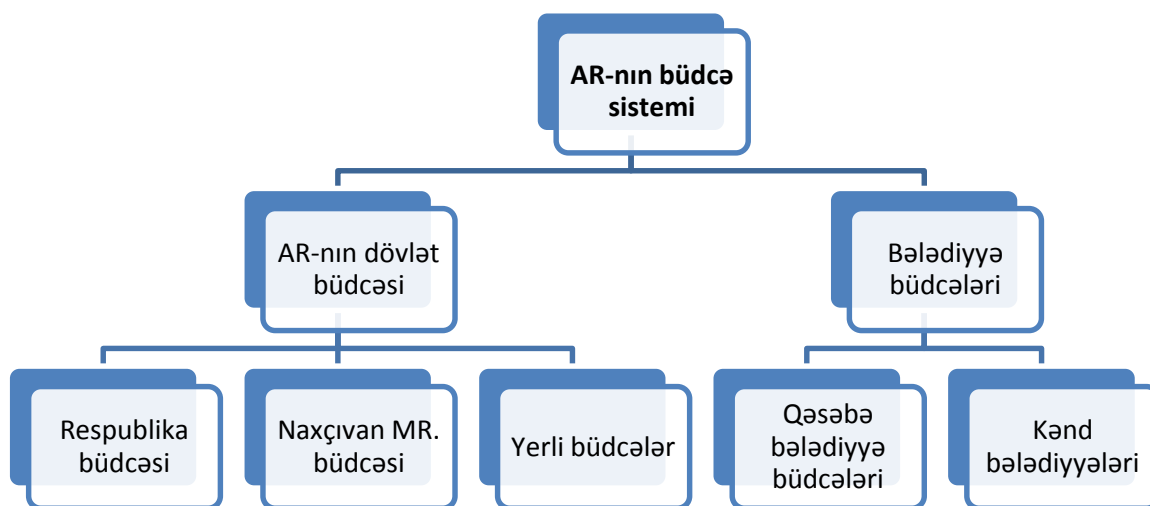 AR-nın büdcə
sistemi
AR-nın dövlət
büdcəsi
Bələdiyyə
büdcələri
Respublika
büdcəsi
Naxçıvan MR.
büdcəsi
Yerli büdcələr
Qəsəbə
bələdiyyə
büdcələri
Kənd
bələdiyyələri